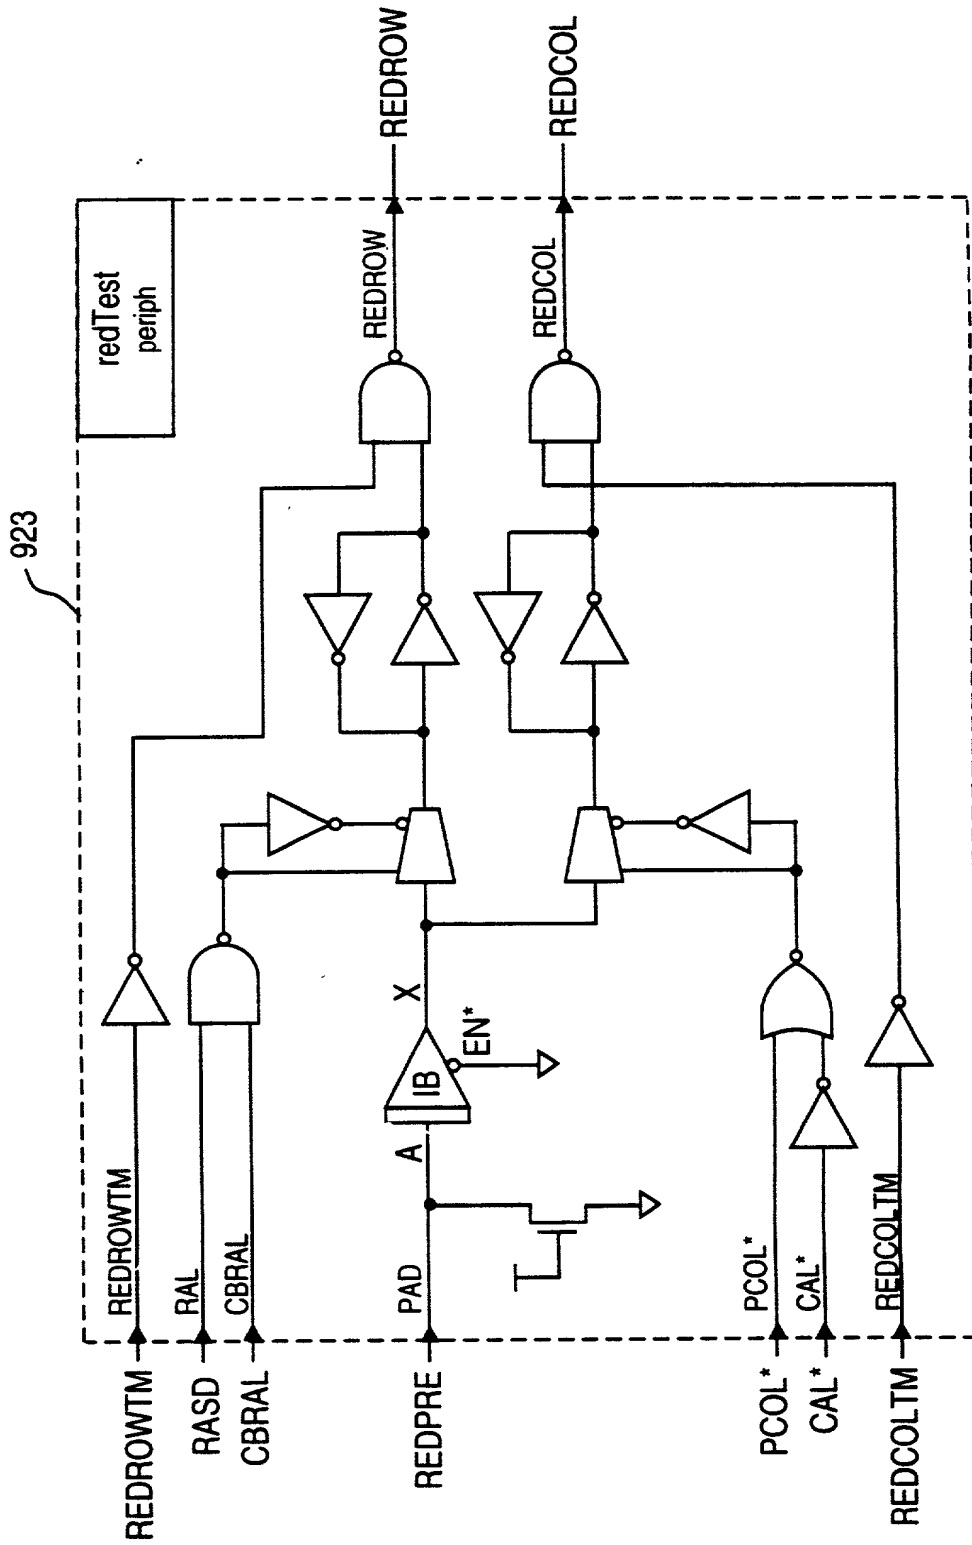 923
redTest
periph
REDROWTM
REDROWTM
RASD
RAL
CBRAL
CBRAL
REDPRE
PAD
A
IB
X
EN*
PCOL*
PCOL*
CAL*
CAL*
REDCOLTM
REDCOLTM
REDROW
REDROW
REDCOL
REDCOL